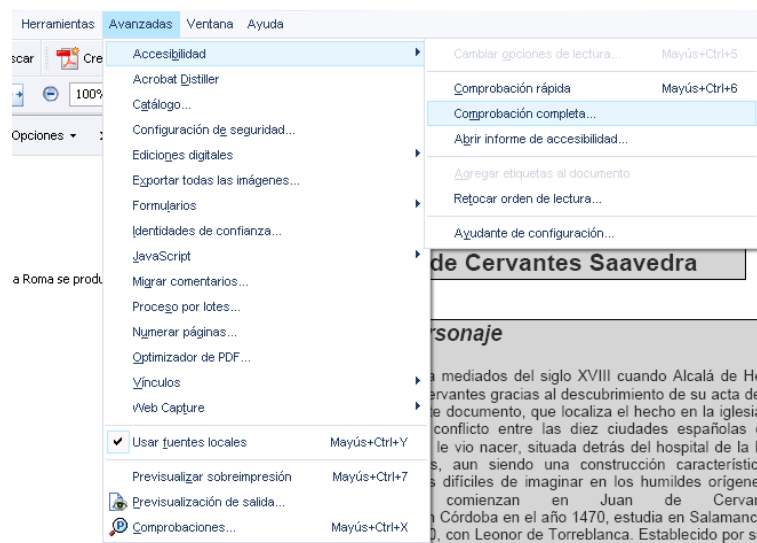 Herramientas Avanzadas Ventana Ayuda
scar Cre
100%
Opciones
a Roma se produ
Accesibilidad
Acrobat Distiller
Catálogo...
Configuración de seguridad...
Ediciones digitales
Exportar todas las imágenes...
Formularios
Identidades de confianza...
JavaScript
Migrar comentarios...
Proceso por lotes...
Numerar páginas...
Optimizador de PDF...
Vínculos
Web Capture
Usar fuentes locales Mayús+Ctrl+Y
Previsualizar sobreimpresión Mayús+Ctrl+7
Previsualización de salida...
Comprobaciones... Mayús+Ctrl+X
Cambiar opciones de lectura... Mayús+Ctrl+5
Comprobación rápida Mayús+Ctrl+6
Comprobación completa...
Abrir informe de accesibilidad...
Agregar etiquetas al documento
Retocar orden de lectura...
Ayudante de configuración...
de Cervantes Saavedra
rsonaje
a mediados del siglo XVIII cuando Alcalá de He
ervantes gracias al descubrimiento de su acta de
te documento, que localiza el hecho en la iglesia
conflicto entre las diez ciudades españolas
le vio nacer, situada detrás del hospital de la
s, aun siendo una construcción característic
s difíciles de imaginar en los humildes orígene
comienzan en Juan de Cervan
Córdoba en el año 1470, estudia en Salamanc
0, con Leonor de Torreblanca. Establecido por s